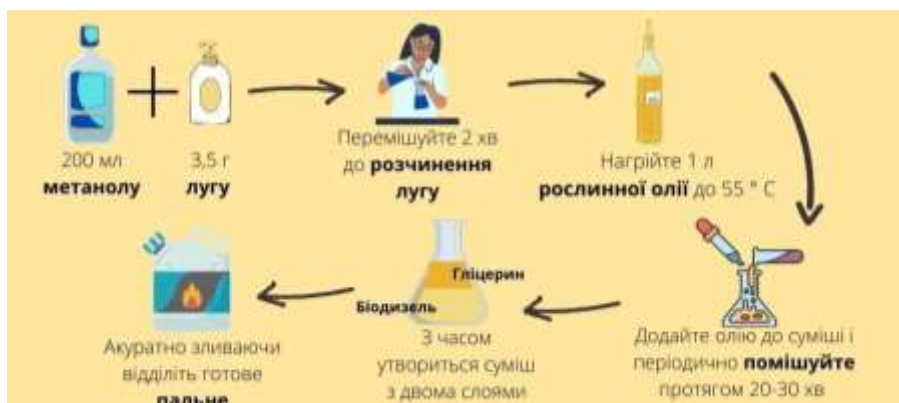 200 мл
метанолу
3,5 г
лугу
Перемішуйте 2 хв
до розчинення
лугу
Нагрійте 1 л
рослинної олії до 55 ° С
Додайте олію до суміші і
періодично помішуйте
протягом 20-30 хв
Гліцерин
Біодизель
З часом
утвориться суміш
з двома слоями
Акуратно зливаючи
відділіть готове
пальне